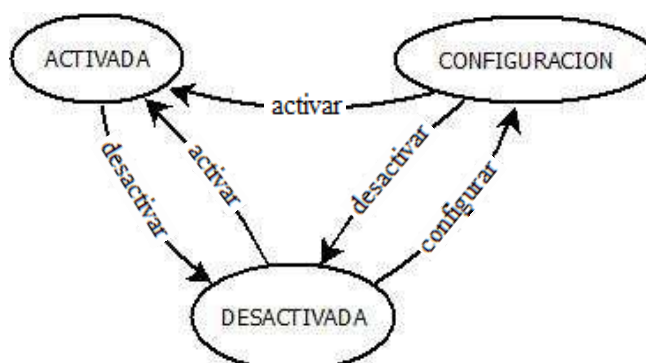 ACTIVADA
CONFIGURACION
activar
desactivar
activar
desactivar
configurar
DESACTIVADA